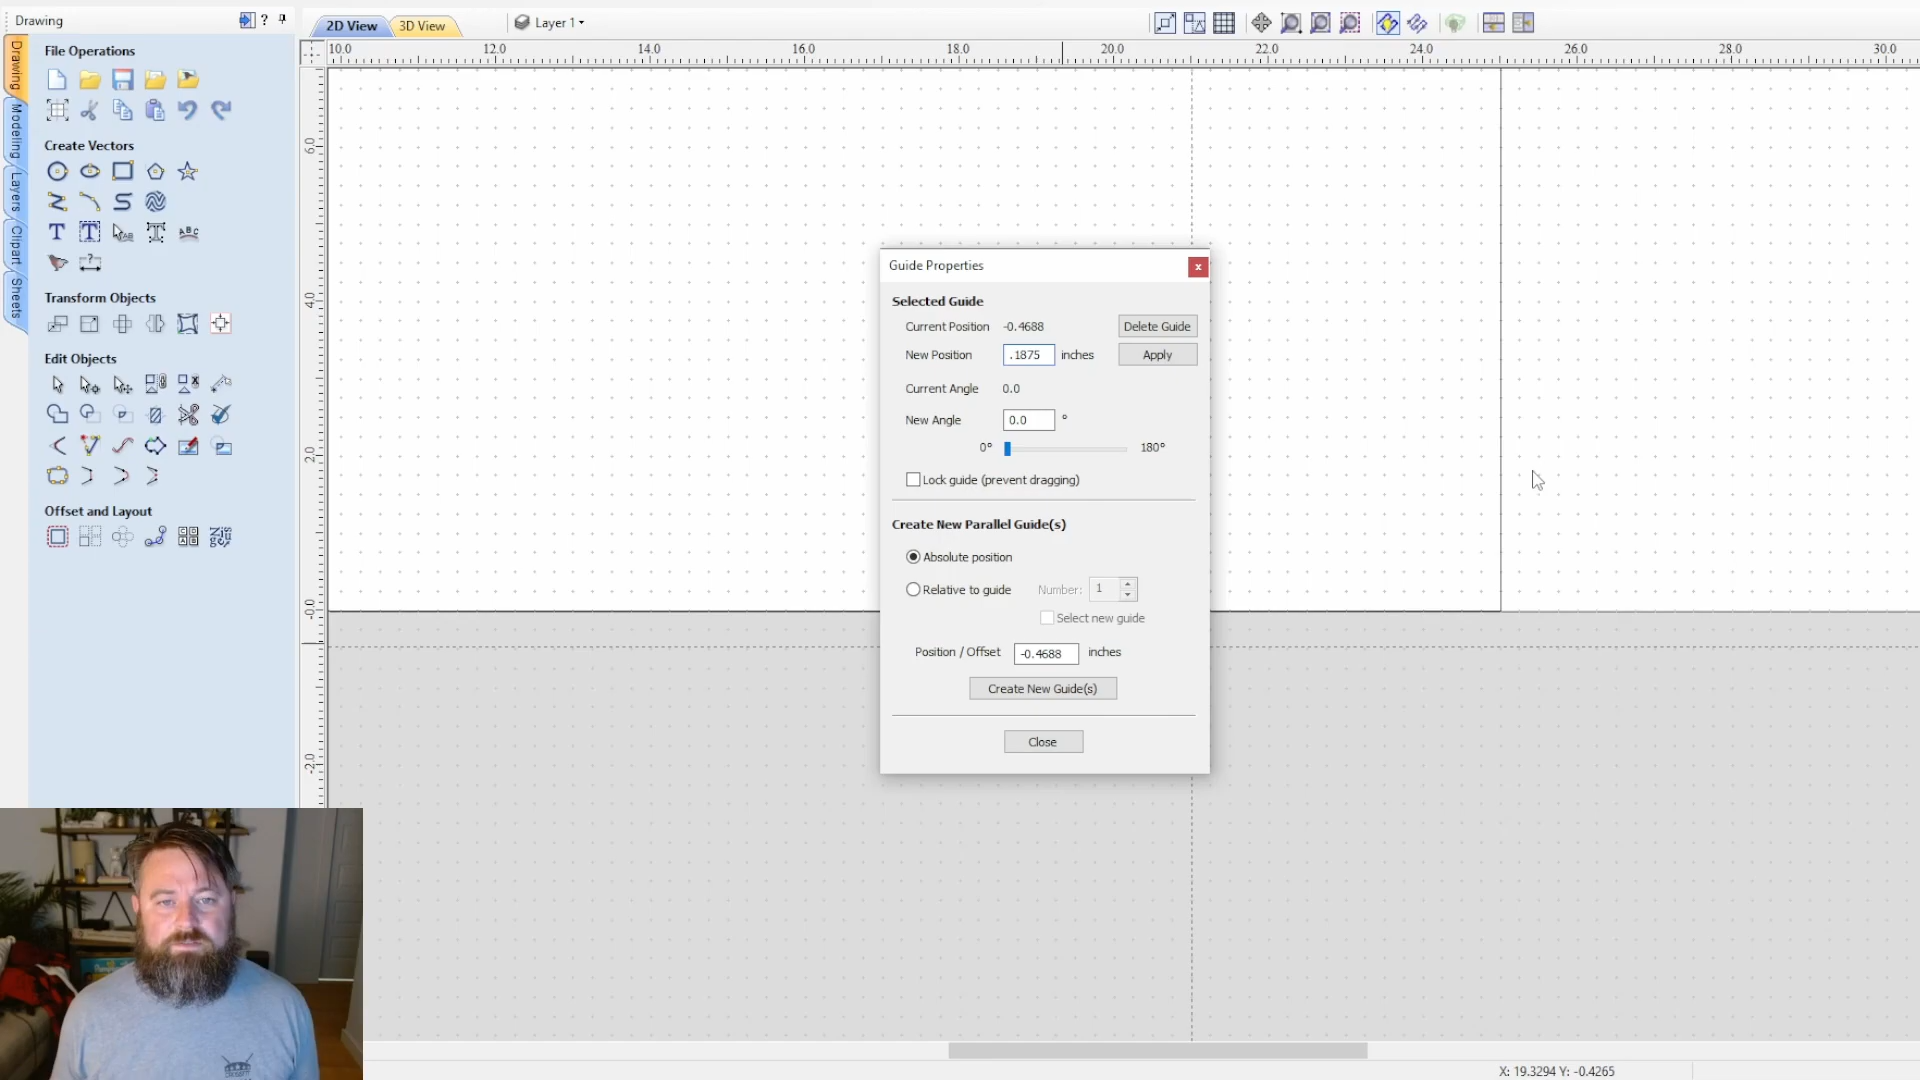 Drawing
?
2D View
3D View
Layer 1
10.0 12.0 14.0 16.0 18.0 20.0 22.0 24.0 26.0 28.0 30.0
Drawing
Modeling
Layers
Clipart
Sheets
File Operations
Create Vectors
Transform Objects
Edit Objects
Offset and Layout
6.0
4.0
2.0
-0.0
-2.0
Guide Properties
Selected Guide
Current Position -0.4688 Delete Guide
New Position .1875 inches Apply
Current Angle 0.0
New Angle 0.0 °
0° 180°
Lock guide (prevent dragging)
Create New Parallel Guide(s)
Absolute position
Relative to guide Number: 1
Select new guide
Position / Offset -0.4688 inches
Create New Guide(s)
Close
X: 19.3294 Y: -0.4265